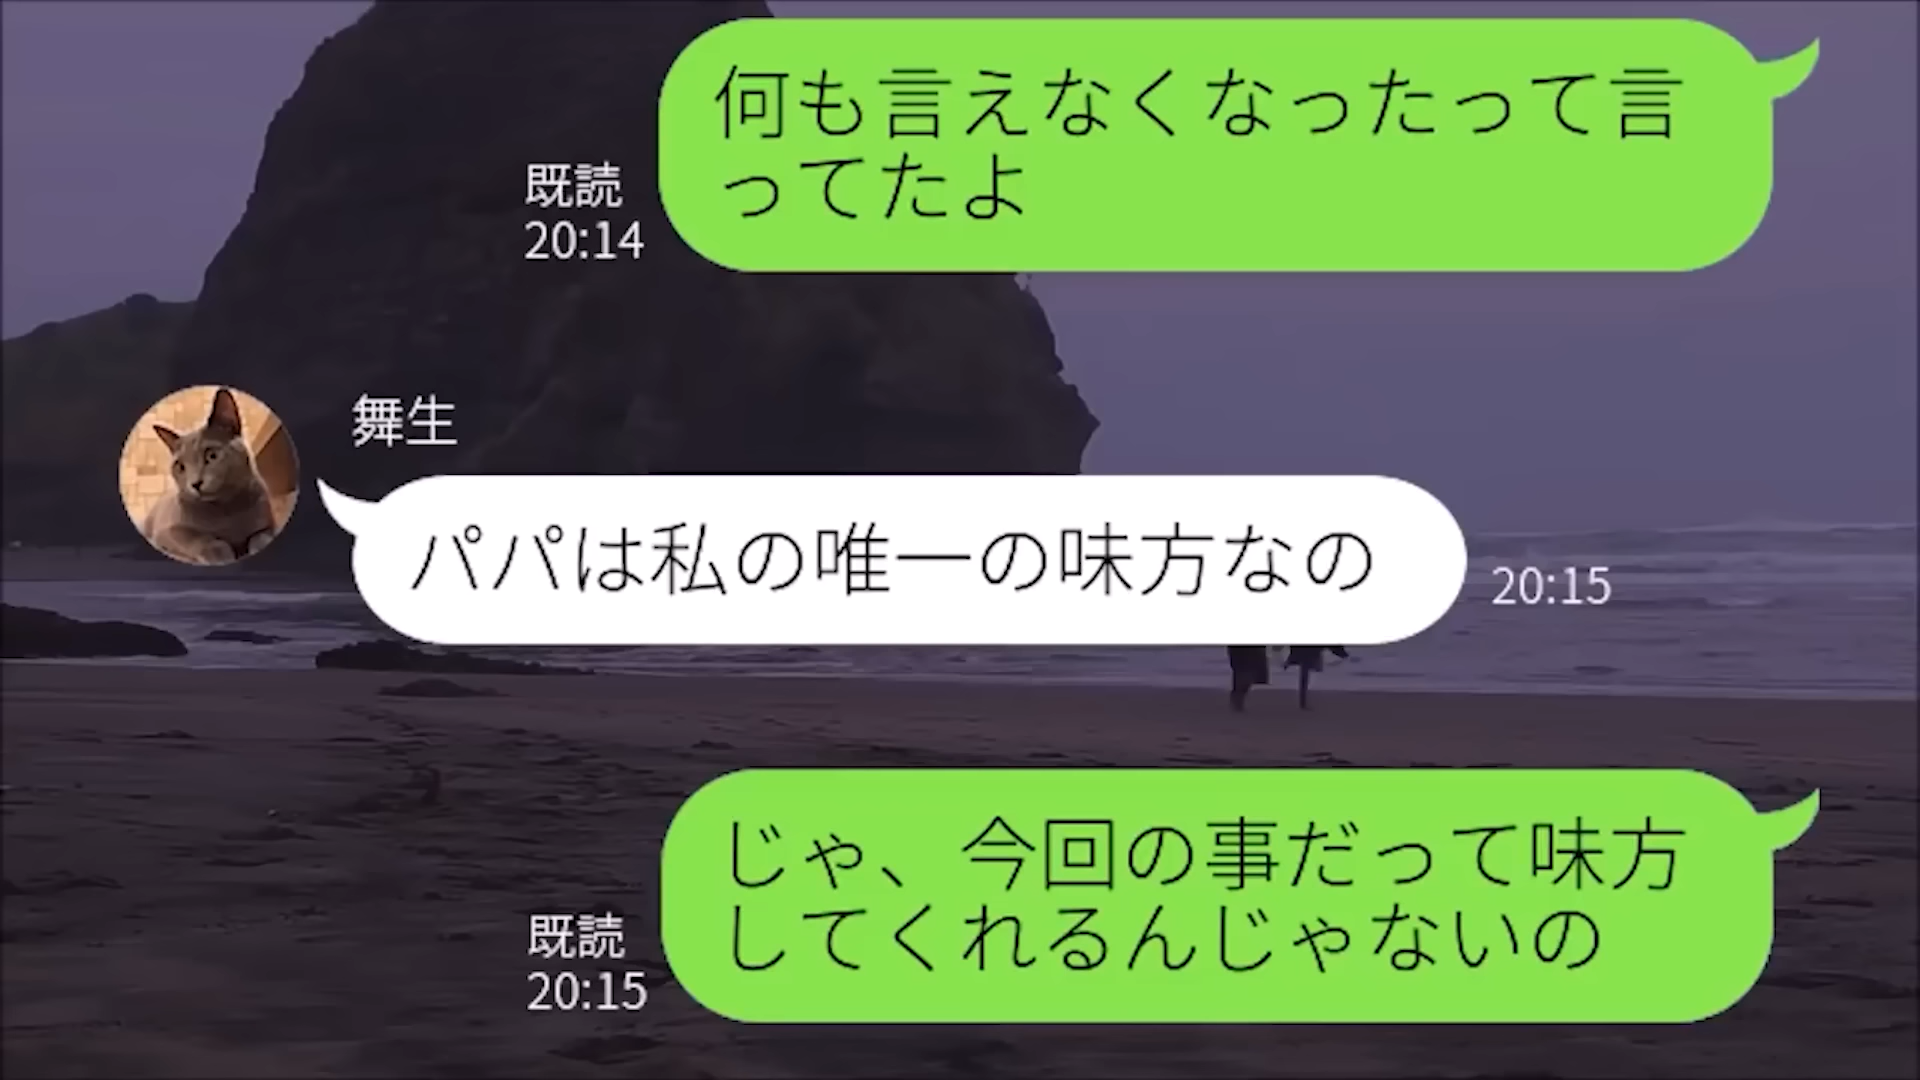 何も言えなくなったって言
ってたよ
既読
20:14
舞生
パパは私の唯一の味方なの
20:15
じゃ、今回の事だって味方
してくれるんじゃないの
既読
20:15